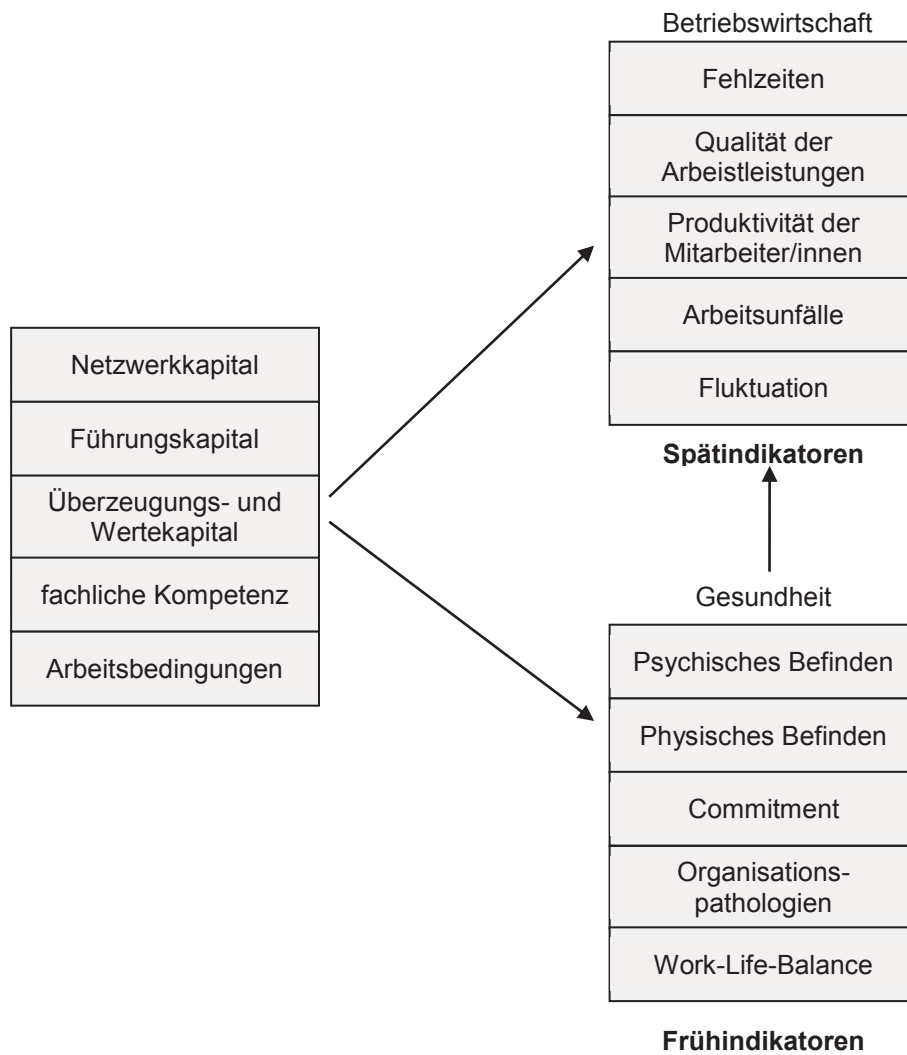 Betriebswirtschaft
Fehlzeiten
Qualität der
Arbeistleistungen
Produktivität der
Mitarbeiter/innen
Arbeitsunfälle
Fluktuation
Spätindikatoren
Netzwerkkapital
Führungskapital
Überzeugungs- und
Wertekapital
fachliche Kompetenz
Arbeitsbedingungen
Gesundheit
Psychisches Befinden
Physisches Befinden
Commitment
Organisations-
pathologien
Work-Life-Balance
Frühindikatoren